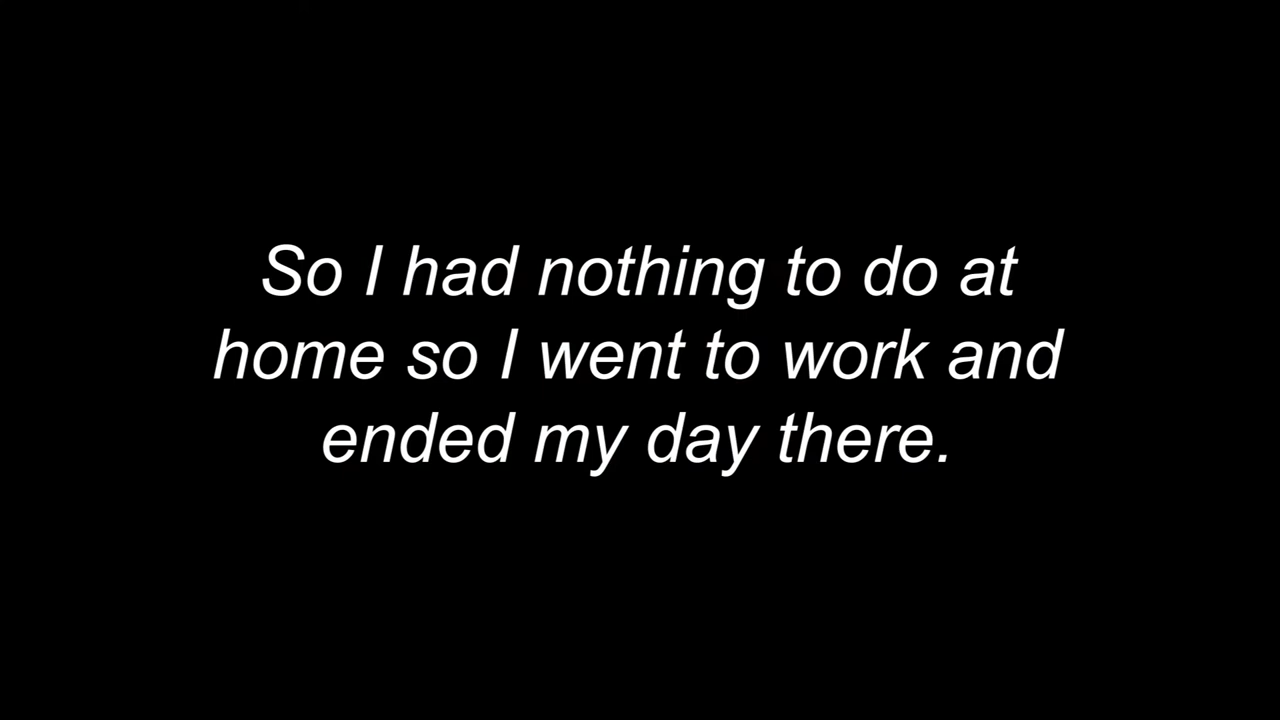 So I had nothing to do at
home so I went to work and
ended my day there.